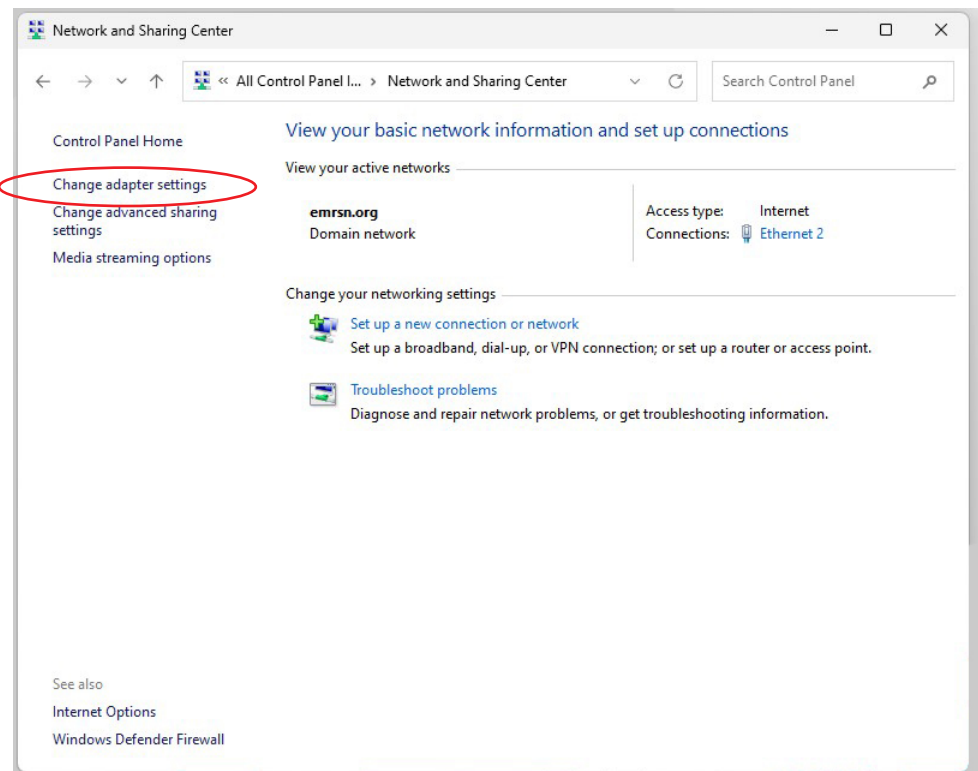 Network and Sharing Center
« All Control Panel I... › Network and Sharing Center
Search Control Panel
Control Panel Home
Change adapter settings
Change advanced sharing
settings
Media streaming options
View your basic network information and set up connections
View your active networks
emrsn.org
Domain network
Access type: Internet
Connections: Ethernet 2
Change your networking settings
Set up a new connection or network
Set up a broadband, dial-up, or VPN connection; or set up a router or access point.
Troubleshoot problems
Diagnose and repair network problems, or get troubleshooting information.
See also
Internet Options
Windows Defender Firewall